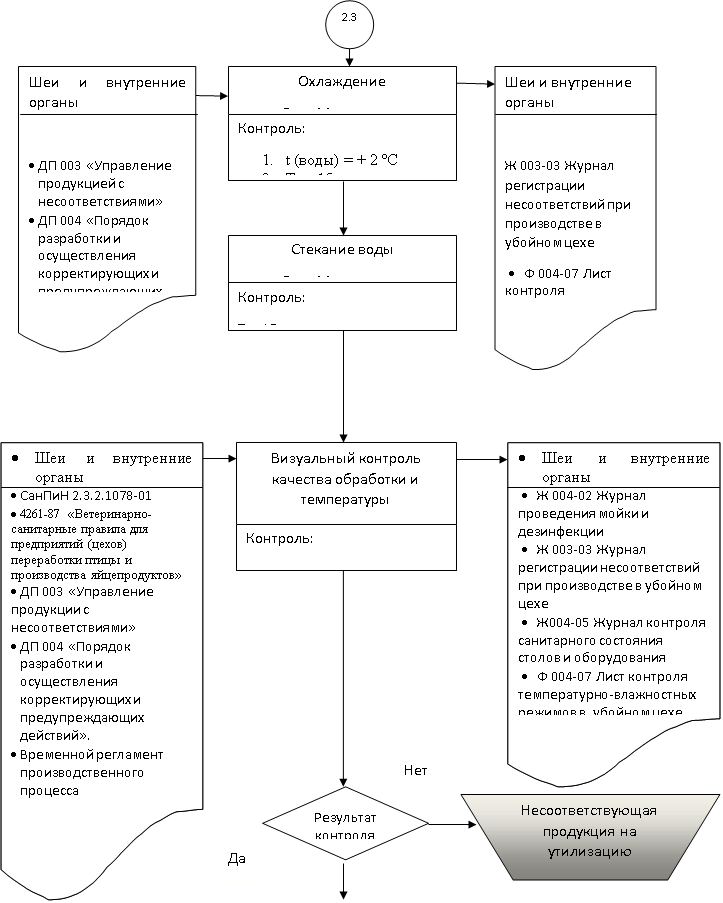 2.3
Шеи и внутренние
органы
• ДП 003 «Управление
продукцией с
несоответствиями»
• ДП 004 «Порядок
разработки и
осуществления
корректирующих и
предупреждающих
Охлаждение
Контроль:
1. t (воды) = + 2 °С
Шеи и внутренние
органы
Ж 003-03 Журнал
регистрации
несоответствий при
производстве в
убойном цехе
• Ф 004-07 Лист
контроля
Стекание воды
Контроль:
• Шеи и внутренние
органы
• СанПиН 2.3.2.1078-01
• 4261-87 «Ветеринарно-
санитарные правила для
предприятий (цехов)
переработки птицы и
производства яйцепродуктов»
• ДП 003 «Управление
продукции с
несоответствиями»
• ДП 004 «Порядок
разработки и
осуществления
корректирующих и
предупреждающих
действий».
• Временной регламент
производственного
процесса
Визуальный контроль
качества обработки и
температуры
Контроль:
• Шеи и внутренние
органы
• Ж 004-02 Журнал
проведения мойки и
дезинфекции
• Ж 003-03 Журнал
регистрации несоответствий
при производстве в убойном
цехе
• Ж004-05 Журнал контроля
санитарного состояния
столов и оборудования
• Ф 004-07 Лист контроля
температурно-влажностных
режимов в убойном цехе
Нет
Результат
контроля
Несоответствующая
продукция на
утилизацию
Да